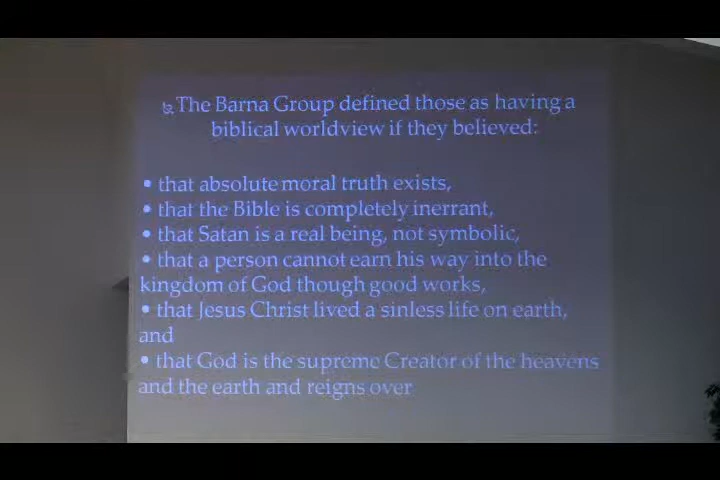 The Barna Group defined those as having a
biblical worldview if they believed:
• that absolute moral truth exists,
• that the Bible is completely inerrant,
• that Satan is a real being, not symbolic,
• that a person cannot earn his way into the
kingdom of God though good works,
• that Jesus Christ lived a sinless life on earth,
and
• that God is the supreme Creator of the heavens
and the earth and reigns over